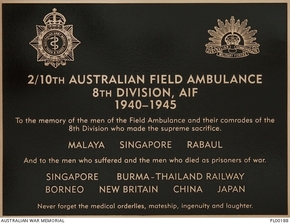 2/10TH AUSTRALIAN FIELD AMBULANCE
8TH DIVISION, AIF
1940–1945
To the memory of the men of the Field Ambulance and their comrades of the
8th Division who made the supreme sacrifice.
MALAYA SINGAPORE RABAUL
And to the men who suffered and the men who died as prisoners of war.
SINGAPORE BURMA–THAILAND RAILWAY
BORNEO NEW BRITAIN CHINA JAPAN
Never forget the medical orderlies, mateship, ingenuity and laughter.
AUSTRALIAN WAR MEMORIAL
PL00188